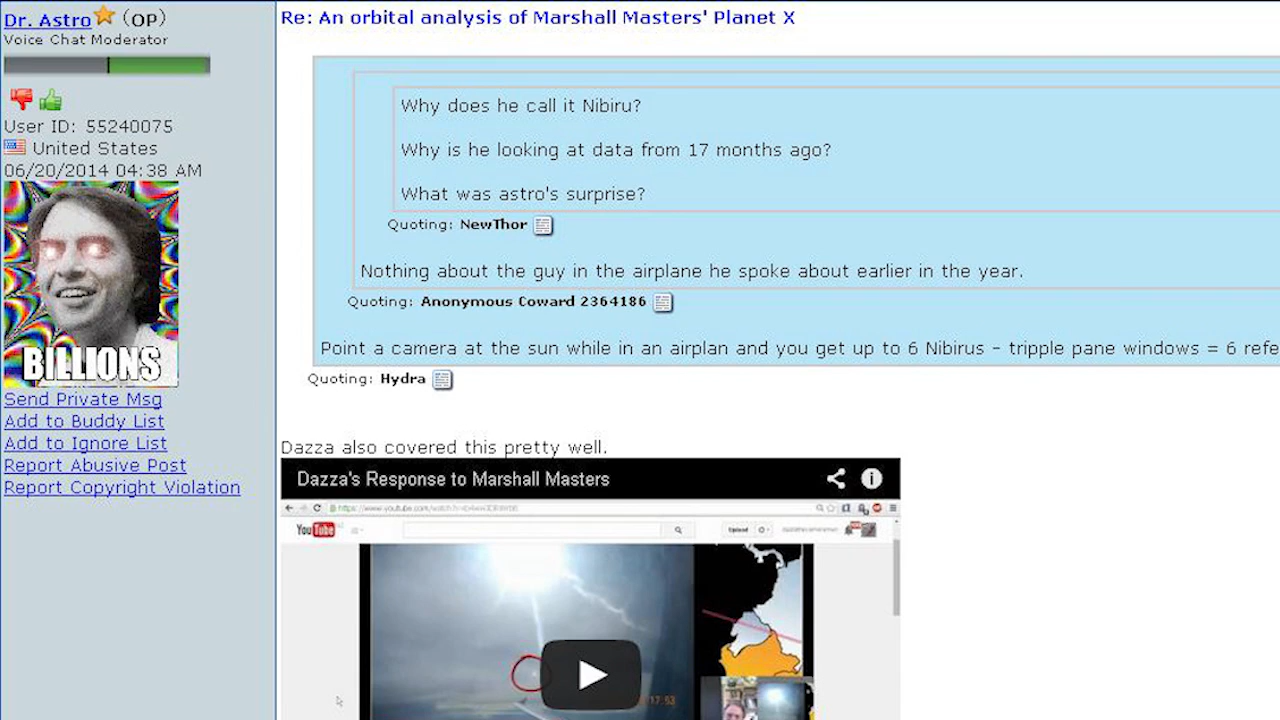 Dr. Astro (OP)
Voice Chat Moderator
User ID: 55240075
United States
06/20/2014 04:38 AM
BILLIONS
Send Private Msg
Add to Buddy List
Add to Ignore List
Report Abusive Post
Report Copyright Violation
Re: An orbital analysis of Marshall Masters' Planet X
Why does he call it Nibiru?
Why is he looking at data from 17 months ago?
What was astro's surprise?
Quoting: NewThor
Nothing about the guy in the airplane he spoke about earlier in the year.
Quoting: Anonymous Coward 2364186
Point a camera at the sun while in an airplan and you get up to 6 Nibirus - tripple pane windows = 6 refe
Quoting: Hydra
Dazza also covered this pretty well.
Dazza's Response to Marshall Masters
YouTube
Upload
17:53